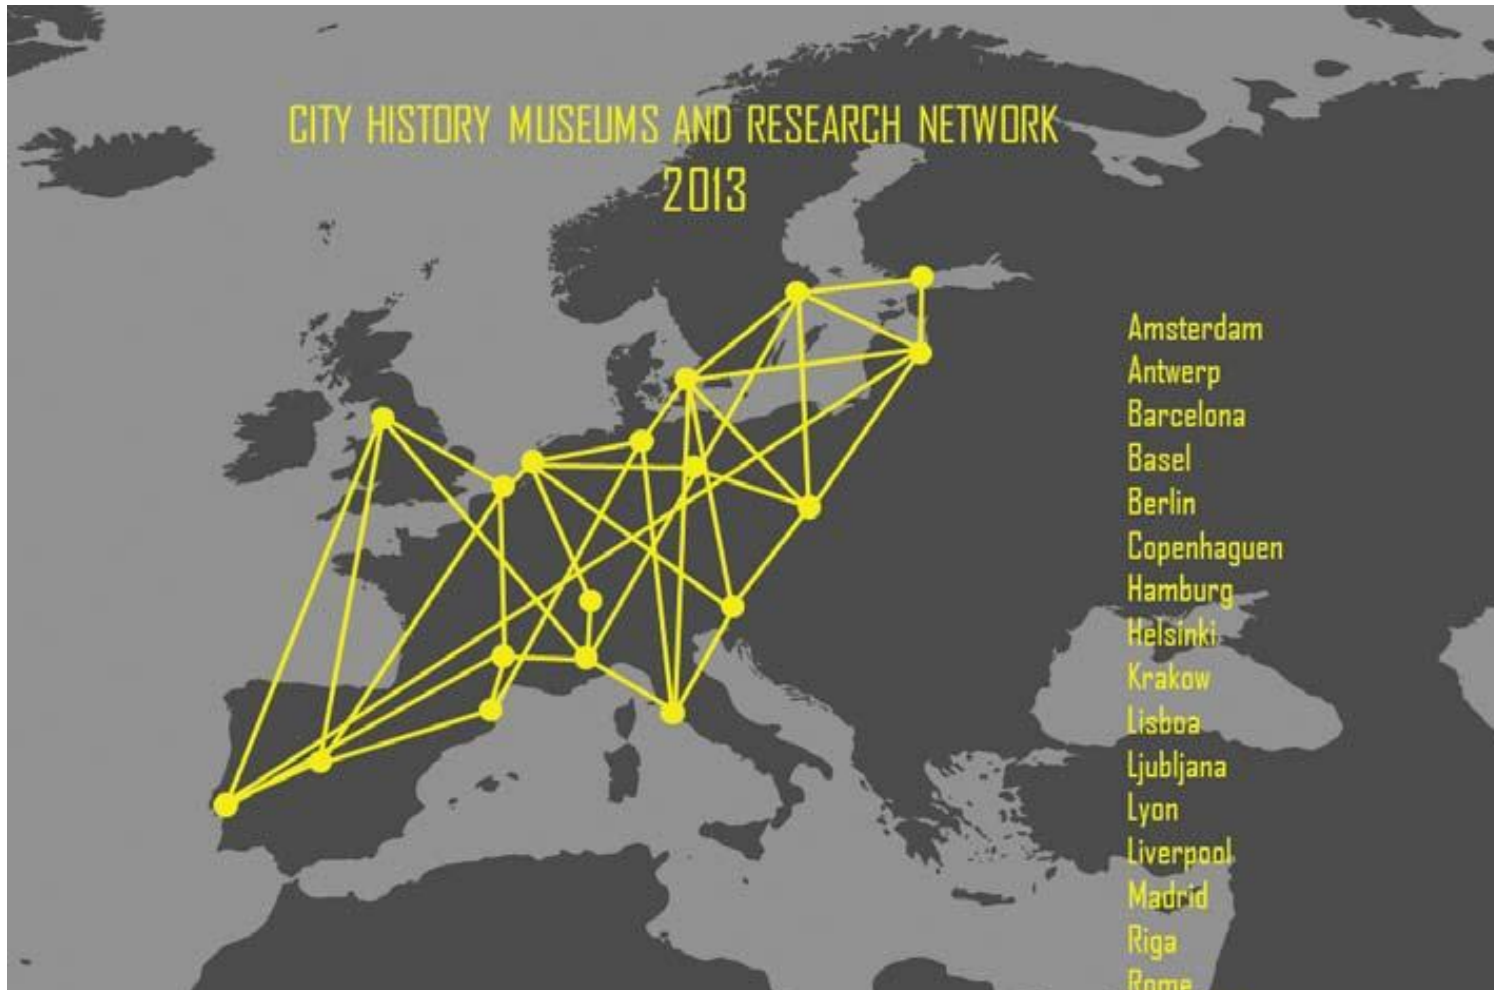 CITY HISTORY MUSEUMS AND RESEARCH NETWORK
2013
Amsterdam
Antwerp
Barcelona
Basel
Berlin
Copenhaguen
Hamburg
Helsinki
Krakow
Lisboa
Ljubljana
Lyon
Liverpool
Madrid
Riga
Rome